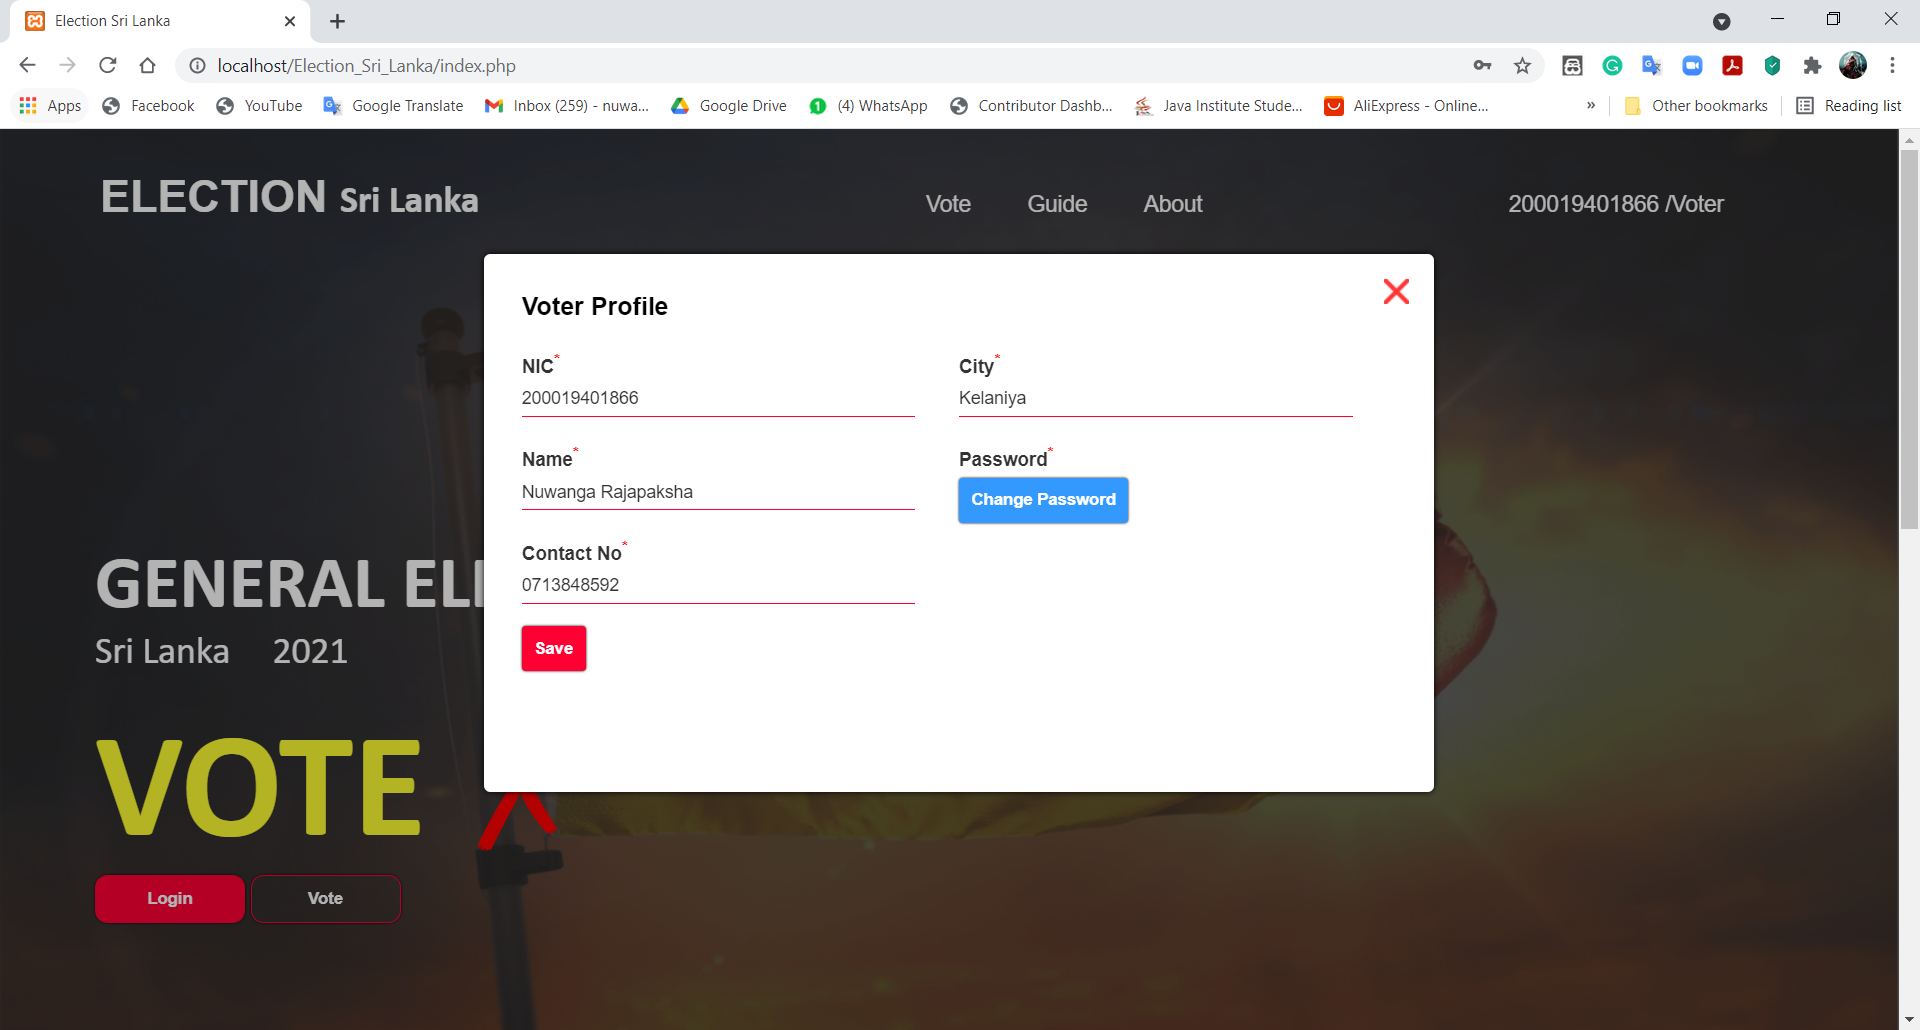 Election Sri Lanka
localhost/Election_Sri_Lanka/index.php
Apps Facebook YouTube Google Translate Inbox (259) - nuwa... Google Drive (4) WhatsApp Contributor Dashb... Java Institute Stude... AliExpress - Online... » Other bookmarks Reading list
ELECTION Sri Lanka Vote Guide About 200019401866 /Voter
Voter Profile
NIC* City*
200019401866 Kelaniya
Name* Password*
Nuwanga Rajapaksha Change Password
Contact No*
0713848592
Save
GENERAL EL
Sri Lanka 2021
VOTE
Login Vote